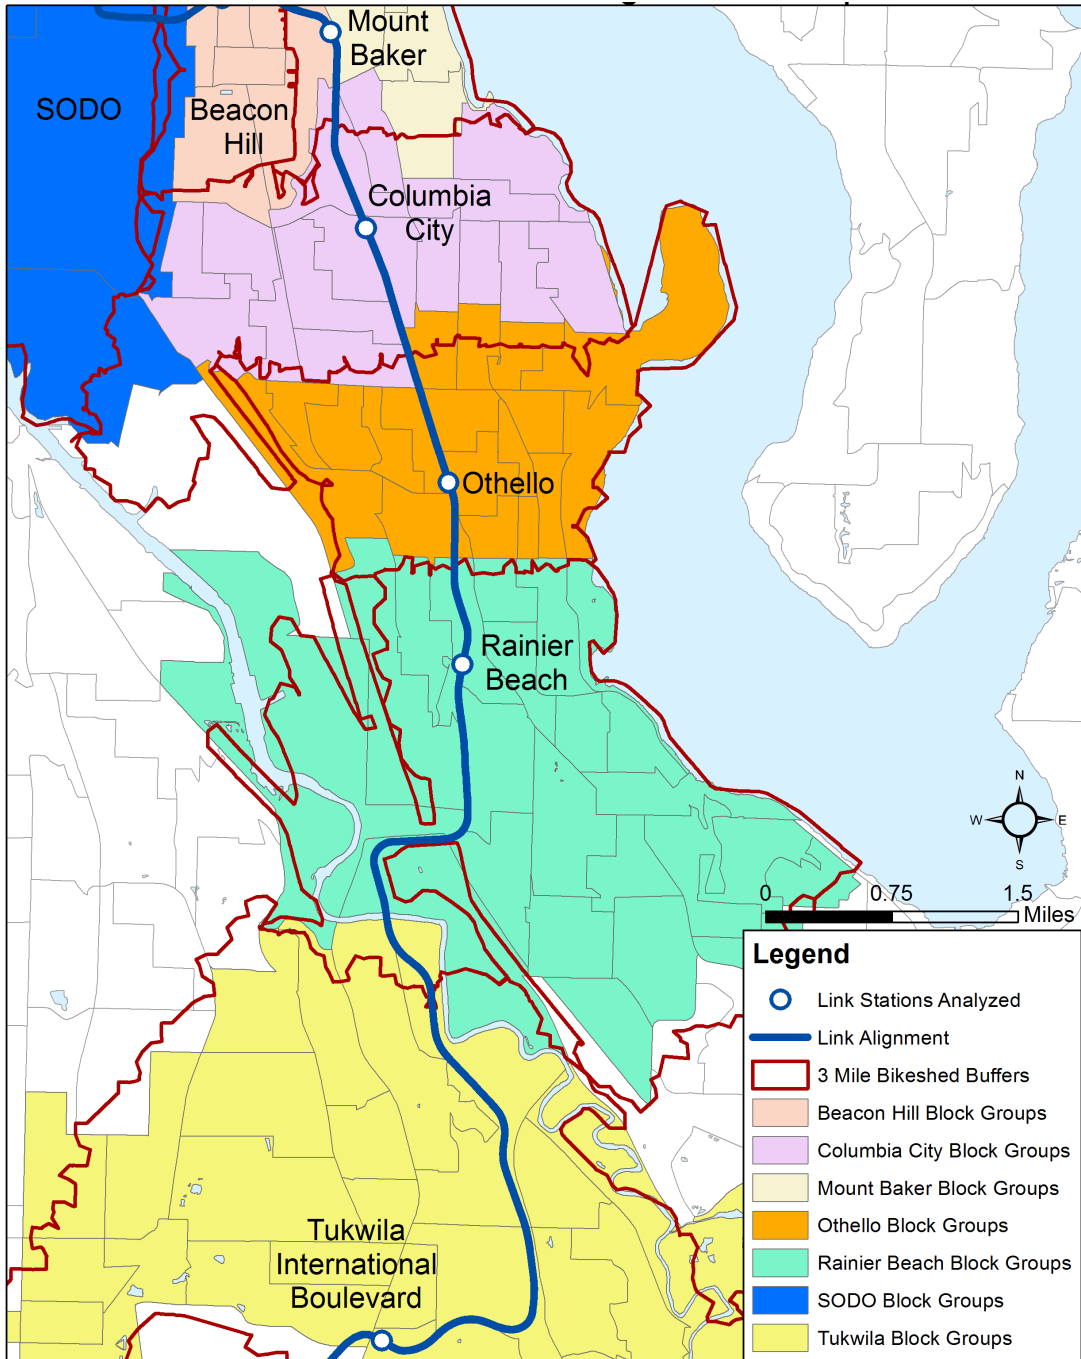 Mount
Baker
SODO
Beacon
Hill
Columbia
City
Othello
Rainier
Beach
N
W
E
S
0
0.75
1.5
Miles
Tukwila
International
Boulevard
Legend
Link Stations Analyzed
Link Alignment
3 Mile Bikeshed Buffers
Beacon Hill Block Groups
Columbia City Block Groups
Mount Baker Block Groups
Othello Block Groups
Rainier Beach Block Groups
SODO Block Groups
Tukwila Block Groups